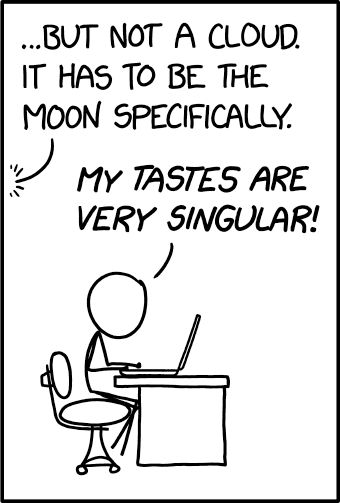 ...BUT NOT A CLOUD.
IT HAS TO BE THE
MOON SPECIFICALLY.
MY TASTES ARE
VERY SINGULAR!